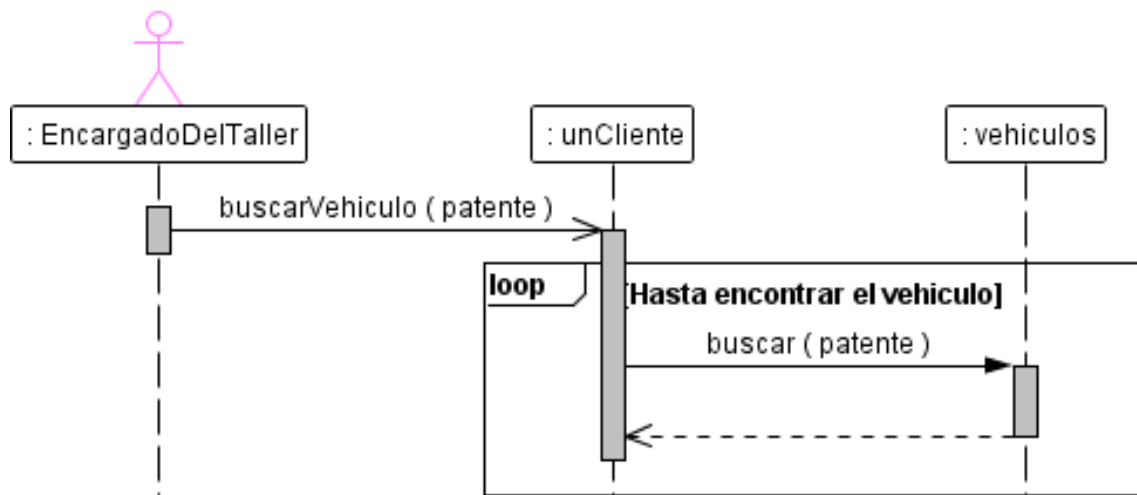 : EncargadoDelTaller
: unCliente
: vehiculos
buscarVehiculo ( patente )
loop
[Hasta encontrar el vehiculo]
buscar ( patente )